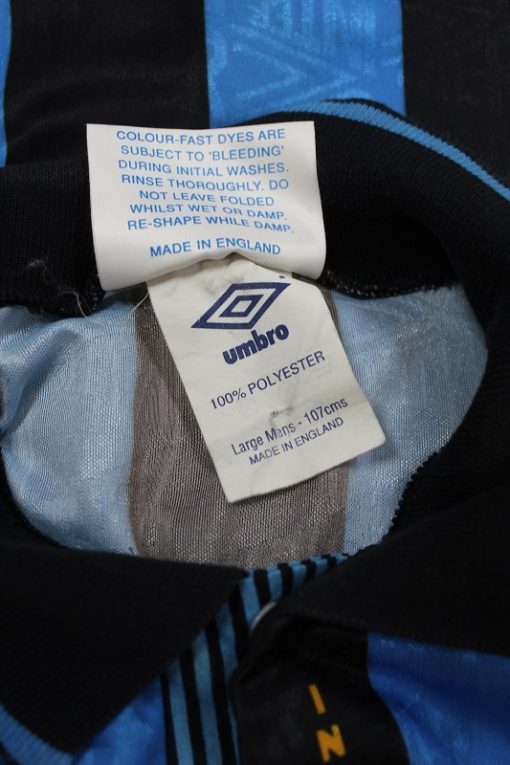 COLOUR-FAST DYES ARE
SUBJECT TO 'BLEEDING'
DURING INITIAL WASHES.
RINSE THOROUGHLY. DO
NOT LEAVE FOLDED
WHILST WET OR DAMP.
RE-SHAPE WHILE DAMP.
MADE IN ENGLAND
umbro
100% POLYESTER
Large Mens - 107cms
MADE IN ENGLAND
IN